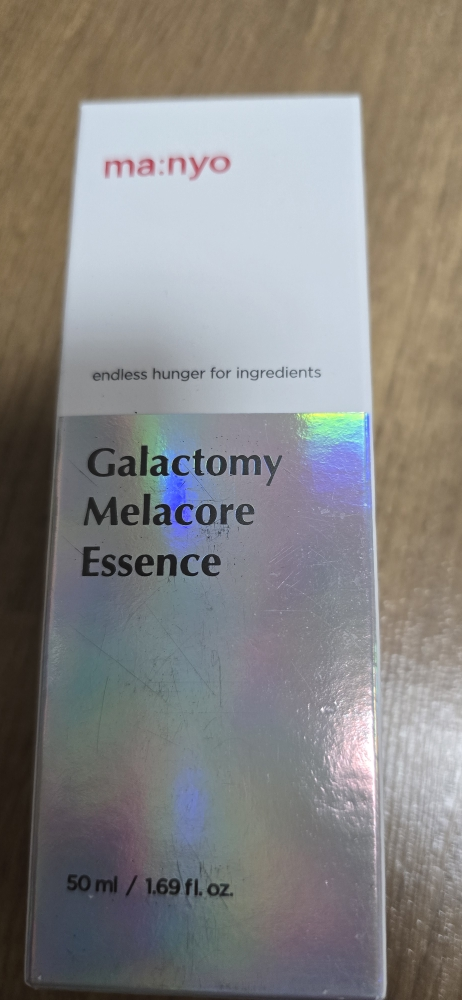 ma:nyo
endless hunger for ingredients
Galactomy
Melacore
Essence
50 ml / 1.69 fl. oz.